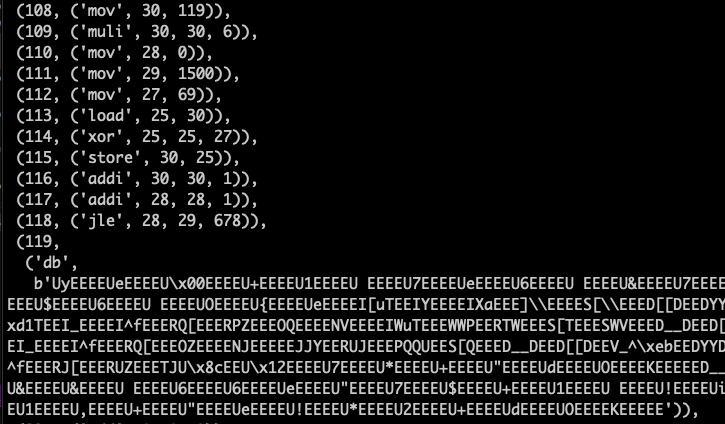 (108, ('mov', 30, 119)),
(109, ('muli', 30, 30, 6)),
(110, ('mov', 28, 0)),
(111, ('mov', 29, 1500)),
(112, ('mov', 27, 69)),
(113, ('load', 25, 30)),
(114, ('xor', 25, 25, 27)),
(115, ('store', 30, 25)),
(116, ('addi', 30, 30, 1)),
(117, ('addi', 28, 28, 1)),
(118, ('jle', 28, 29, 678)),
(119,
('db',
b'UyEEEEUeEEEEU\x00EEEEU+EEEEU1EEEEU EEEEU7EEEEUeEEEEU6EEEEU EEEEU&EEEEU7EEEE
EEEEU$EEEEU6EEEEU EEEEUOEEEEU{EEEEUeEEEEI[uTEEIYEEEEIXaEEE]\\EEEES[\\EEED[[DEEDYY
xd1TEEI_EEEEI^fEEERQ[EEERPZEEEOQEEEENVEEEEIWuTEEEWWPEERTWEEES[TEEESWVEEED__DEED[
EI_EEEEI^fEEERQ[EEEOZEEEENJEEEEEJJYEERUJEEEPQQUEES[QEEED__DEED[[DEEV_^\xebEEDYYD
^fEEERJ[EEERUZEEETJU\x8cEEU\x12EEEEU7EEEEU*EEEEU+EEEEU"EEEEUdEEEEUOEEEEKEEEEED__
U&EEEEU&EEEEU EEEEU6EEEEU6EEEEUeEEEEU"EEEEU7EEEEU$EEEEU+EEEEU1EEEEU EEEEU!EEEEUi
EU1EEEEU,EEEEU+EEEEU"EEEEUeEEEEU!EEEEU*EEEEU2EEEEU+EEEEUdEEEEUOEEEEKEEEEE')),